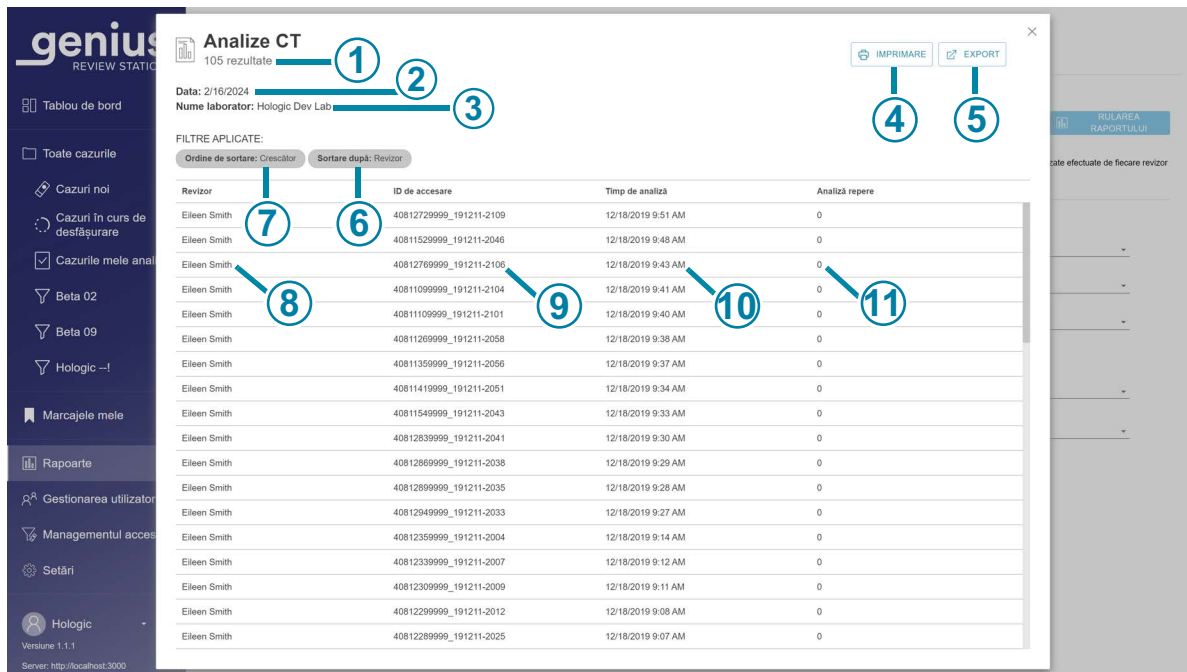 genius
REVIEW STATIC
Tablou de bord
Toate cazurile
Cazuri noi
Cazuri în curs de
desfășurare
Cazurile mele anal
Beta 02
Beta 09
Hologic --!
Marcajele mele
Rapoarte
Gestionarea utilizator
Managementul acces
Setări
Hologic
Versiune 1.1.1
Server: http://localhost:3000
Analize CT
105 rezultate
1
Data: 2/16/2024
2
Nume laborator: Hologic Dev Lab
3
IMPRIMARE
EXPORT
4
5
FILTRE APLICATE:
Ordine de sortare: Crescător
Sortare după: Revizor
7
6
Revizor ID de accesare Timp de analiză Analiză repere
Eileen Smith 40812729999_191211-2109 12/18/2019 9:51 AM 0
Eileen Smith 40811529999_191211-2046 12/18/2019 9:48 AM 0
Eileen Smith 40812769999_191211-2106 12/18/2019 9:43 AM 0
8
9
10
11
Eileen Smith 40811099999_191211-2104 12/18/2019 9:41 AM 0
Eileen Smith 40811109999_191211-2101 12/18/2019 9:40 AM 0
Eileen Smith 40811269999_191211-2058 12/18/2019 9:38 AM 0
Eileen Smith 40811359999_191211-2056 12/18/2019 9:37 AM 0
Eileen Smith 40811419999_191211-2051 12/18/2019 9:34 AM 0
Eileen Smith 40811549999_191211-2043 12/18/2019 9:33 AM 0
Eileen Smith 40812839999_191211-2041 12/18/2019 9:30 AM 0
Eileen Smith 40812869999_191211-2038 12/18/2019 9:29 AM 0
Eileen Smith 40812899999_191211-2035 12/18/2019 9:28 AM 0
Eileen Smith 40812949999_191211-2033 12/18/2019 9:27 AM 0
Eileen Smith 40812359999_191211-2004 12/18/2019 9:14 AM 0
Eileen Smith 40812339999_191211-2007 12/18/2019 9:12 AM 0
Eileen Smith 40812309999_191211-2009 12/18/2019 9:11 AM 0
Eileen Smith 40812299999_191211-2012 12/18/2019 9:08 AM 0
Eileen Smith 40812289999_191211-2025 12/18/2019 9:07 AM 0
RULAREA
RAPORTULUI
zate efectuate de fiecare revizor